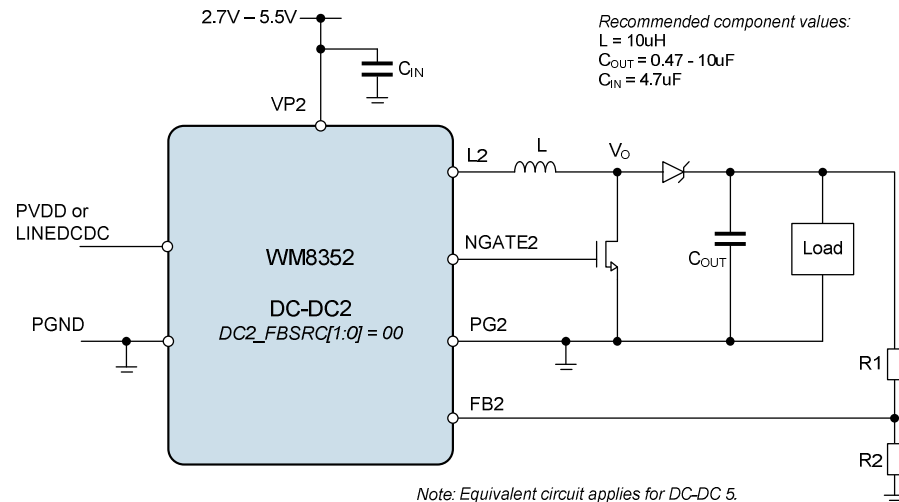 2.7V – 5.5V
Recommended component values:
L = 10uH
COUT = 0.47 - 10uF
CIN = 4.7uF
CIN
VP2
L2
L
VO
PVDD or
LINEDCDC
WM8352
NGATE2
COUT
Load
DC-DC2
DC2_FBSRC[1:0] = 00
PGND
PG2
R1
FB2
R2
Note: Equivalent circuit applies for DC-DC 5.